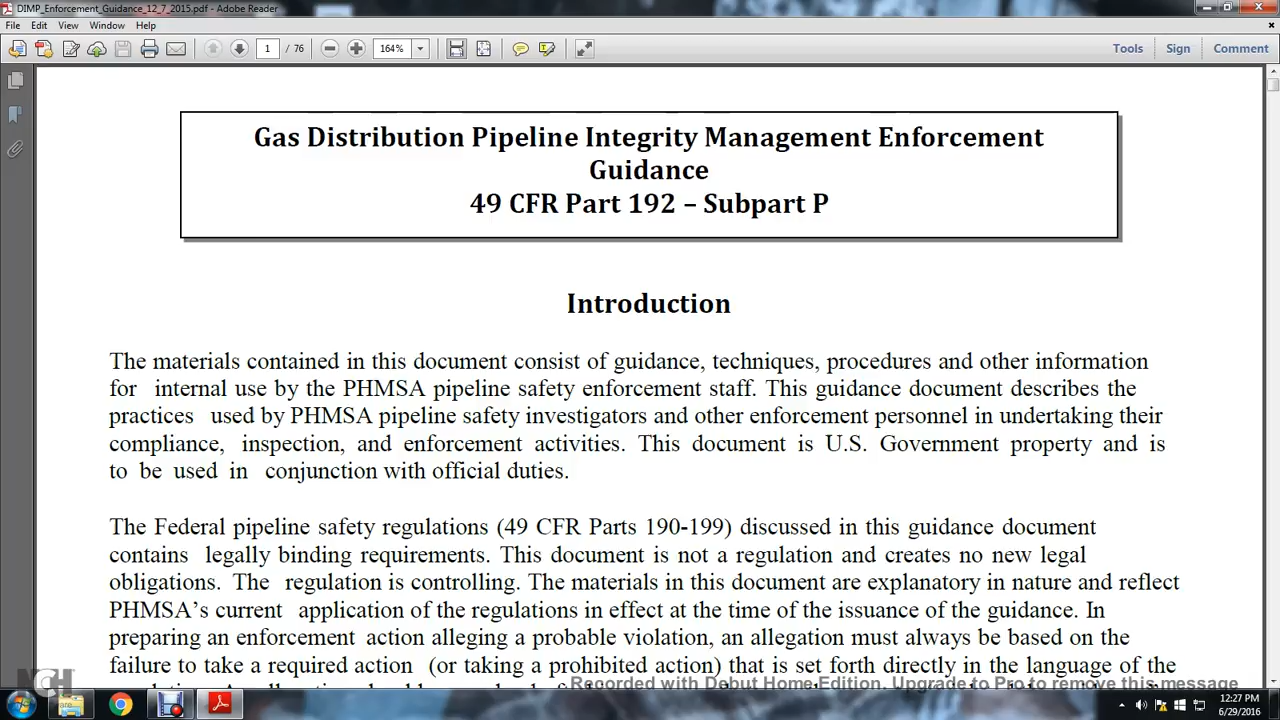 DIMP_Enforcement_Guidance_12_7_2015.pdf - Adobe Reader
File Edit View Window Help
1 / 76 164% Tools Sign Comment
Gas Distribution Pipeline Integrity Management Enforcement
Guidance
49 CFR Part 192 – Subpart P
Introduction
The materials contained in this document consist of guidance, techniques, procedures and other information
for internal use by the PHMSA pipeline safety enforcement staff. This guidance document describes the
practices used by PHMSA pipeline safety investigators and other enforcement personnel in undertaking their
compliance, inspection, and enforcement activities. This document is U.S. Government property and is
to be used in conjunction with official duties.
The Federal pipeline safety regulations (49 CFR Parts 190-199) discussed in this guidance document
contains legally binding requirements. This document is not a regulation and creates no new legal
obligations. The regulation is controlling. The materials in this document are explanatory in nature and reflect
PHMSA's current application of the regulations in effect at the time of the issuance of the guidance. In
preparing an enforcement action alleging a probable violation, an allegation must always be based on the
failure to take a required action (or taking a prohibited action) that is set forth directly in the language of the
Recorded with Debut Home Edition. Upgrade to Pro to remove this message
NCH
12:27 PM
6/29/2016